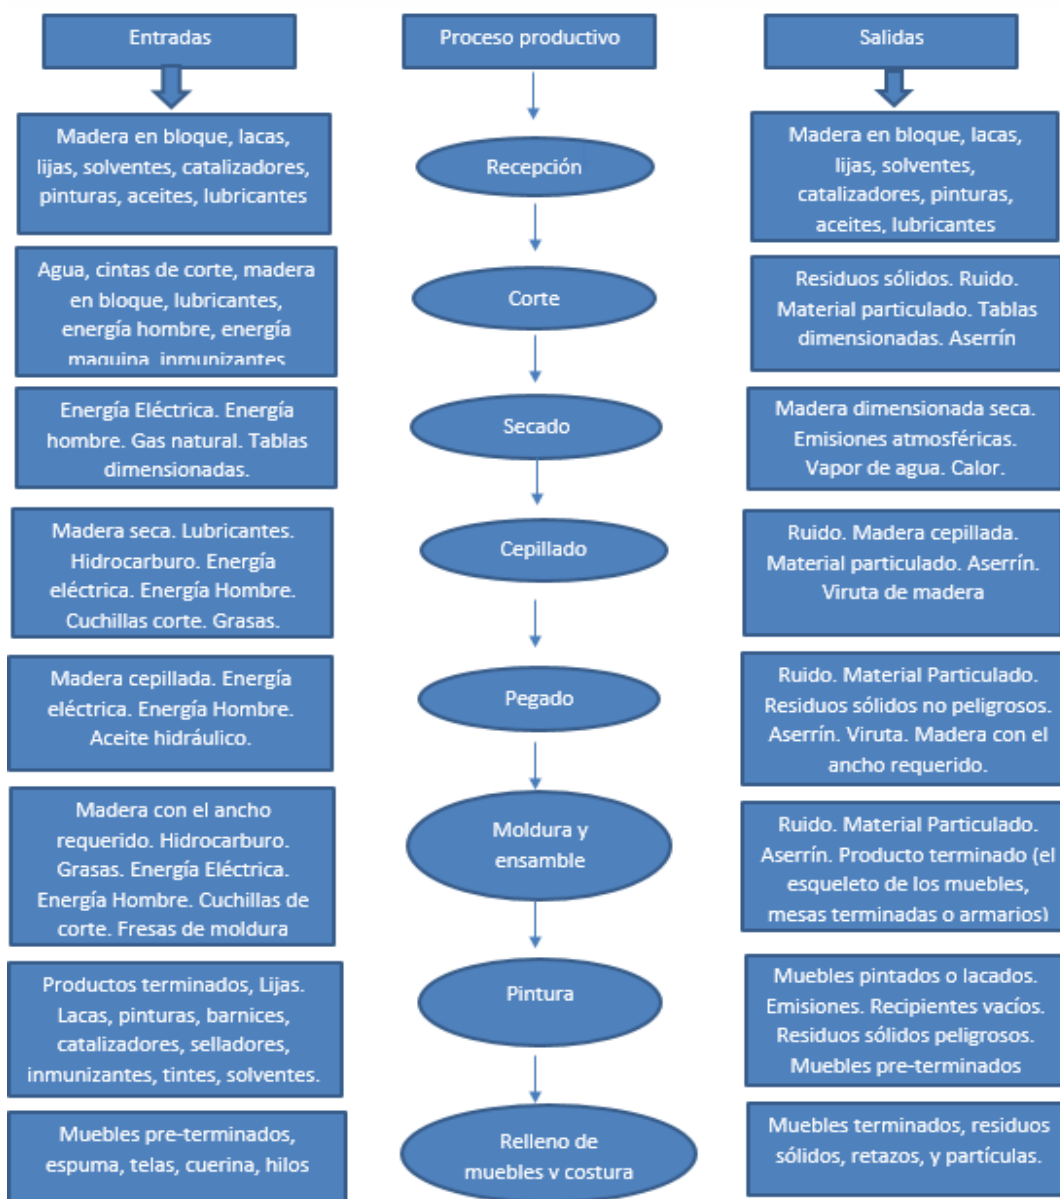 Entradas
Proceso productivo
Salidas
Madera en bloque, lacas,
lijas, solventes, catalizadores,
pinturas, aceites, lubricantes
Recepción
Madera en bloque, lacas,
lijas, solventes,
catalizadores, pinturas,
aceites, lubricantes
Agua, cintas de corte, madera
en bloque, lubricantes,
energía hombre, energía
maquina, inmunizantes
Corte
Residuos sólidos. Ruido.
Material particulado. Tablas
dimensionadas. Aserrín
Energía Eléctrica. Energía
hombre. Gas natural. Tablas
dimensionadas.
Secado
Madera dimensionada seca.
Emisiones atmosféricas.
Vapor de agua. Calor.
Madera seca. Lubricantes.
Hidrocarburo. Energía
eléctrica. Energía Hombre.
Cuchillas corte. Grasas.
Cepillado
Ruido. Madera cepillada.
Material particulado. Aserrín.
Viruta de madera
Madera cepillada. Energía
eléctrica. Energía Hombre.
Aceite hidráulico.
Pegado
Ruido. Material Particulado.
Residuos sólidos no peligrosos.
Aserrín. Viruta. Madera con el
ancho requerido.
Madera con el ancho
requerido. Hidrocarburo.
Grasas. Energía Eléctrica.
Energía Hombre. Cuchillas de
corte. Fresas de moldura
Moldura y
ensamble
Ruido. Material Particulado.
Aserrín. Producto terminado (el
esqueleto de los muebles,
mesas terminadas o armarios)
Productos terminados, Lijas.
Lacas, pinturas, barnices,
catalizadores, selladores,
inmunizantes, tintes, solventes.
Pintura
Muebles pintados o lacados.
Emisiones. Recipientes vacíos.
Residuos sólidos peligrosos.
Muebles pre-terminados
Muebles pre-terminados,
espuma, telas, cuerina, hilos
Relleno de
muebles y costura
Muebles terminados, residuos
sólidos, retazos, y partículas.